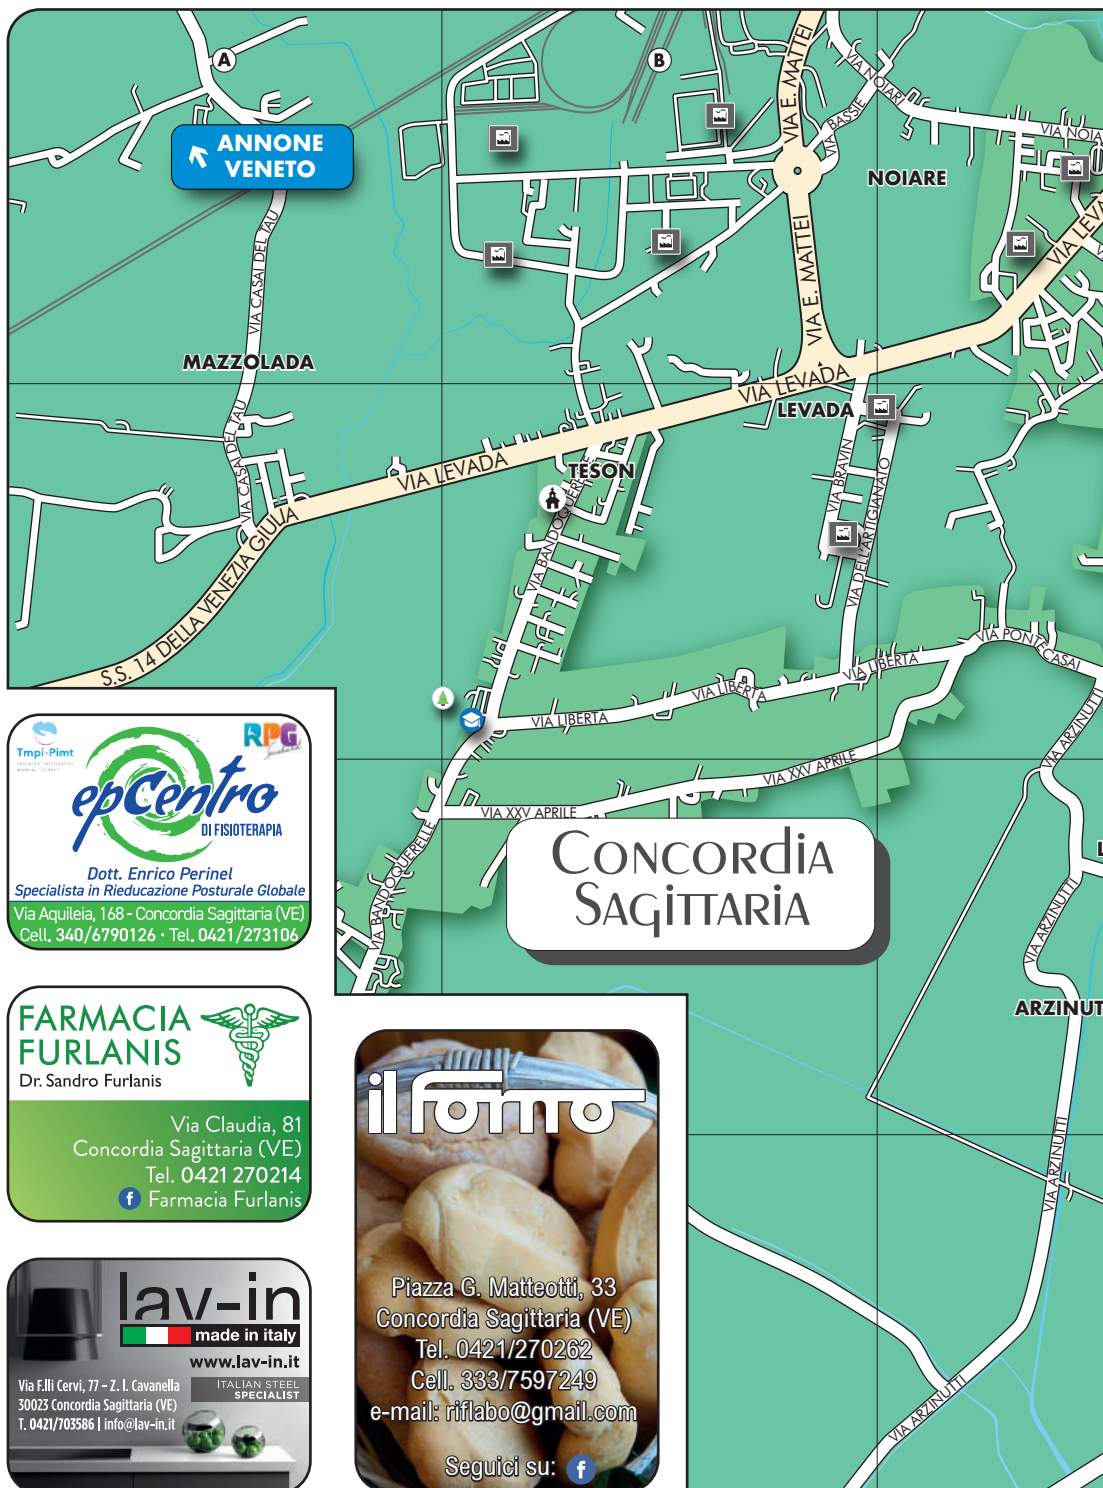 A
B
ANNONE
VENETO
VIA E. MATTEI
VIA BASSIE
VIA NOIARI
VIA NOIA
NOIARE
VIA LEVA
VIA E. MATTEI
VIA CASAI DEL TAU
MAZZOLADA
VIA LEVADA
LEVADA
VIA CASAI DEL TAU
VIA LEVADA
TESON
VIA BRAVIN
VIA DELL'ARTIGIANATO
VIA BANDOQUERELLE
S.S. 14 DELLA VENEZIA GIULIA
VIA PONTECASAI
VIA LIBERTÀ
VIA LIBERTÀ
VIA LIBERTÀ
VIA ARZINUTTI
VIA XXV APRILE
VIA XXV APRILE
VIA BANDOQUERELLE
CONCORDIA
SAGITTARIA
L
VIA ARZINUTTI
ARZINUT
VIA ARZINUTTI
VIA ARZINUTTI
Tmpi·Pimt
RPG
epCentro
DI FISIOTERAPIA
Dott. Enrico Perinel
Specialista in Rieducazione Posturale Globale
Via Aquileia, 168 - Concordia Sagittaria (VE)
Cell. 340/6790126 · Tel. 0421/273106
FARMACIA
FURLANIS
Dr. Sandro Furlanis
Via Claudia, 81
Concordia Sagittaria (VE)
Tel. 0421 270214
f Farmacia Furlanis
lav-in
made in italy
www.lav-in.it
ITALIAN STEEL
SPECIALIST
Via F.lli Cervi, 77 - Z. I. Cavanella
30023 Concordia Sagittaria (VE)
T. 0421/703586 | info@lav-in.it
il forno
Piazza G. Matteotti, 33
Concordia Sagittaria (VE)
Tel. 0421/270262
Cell. 333/7597249
e-mail: riflabo@gmail.com
Seguici su: f